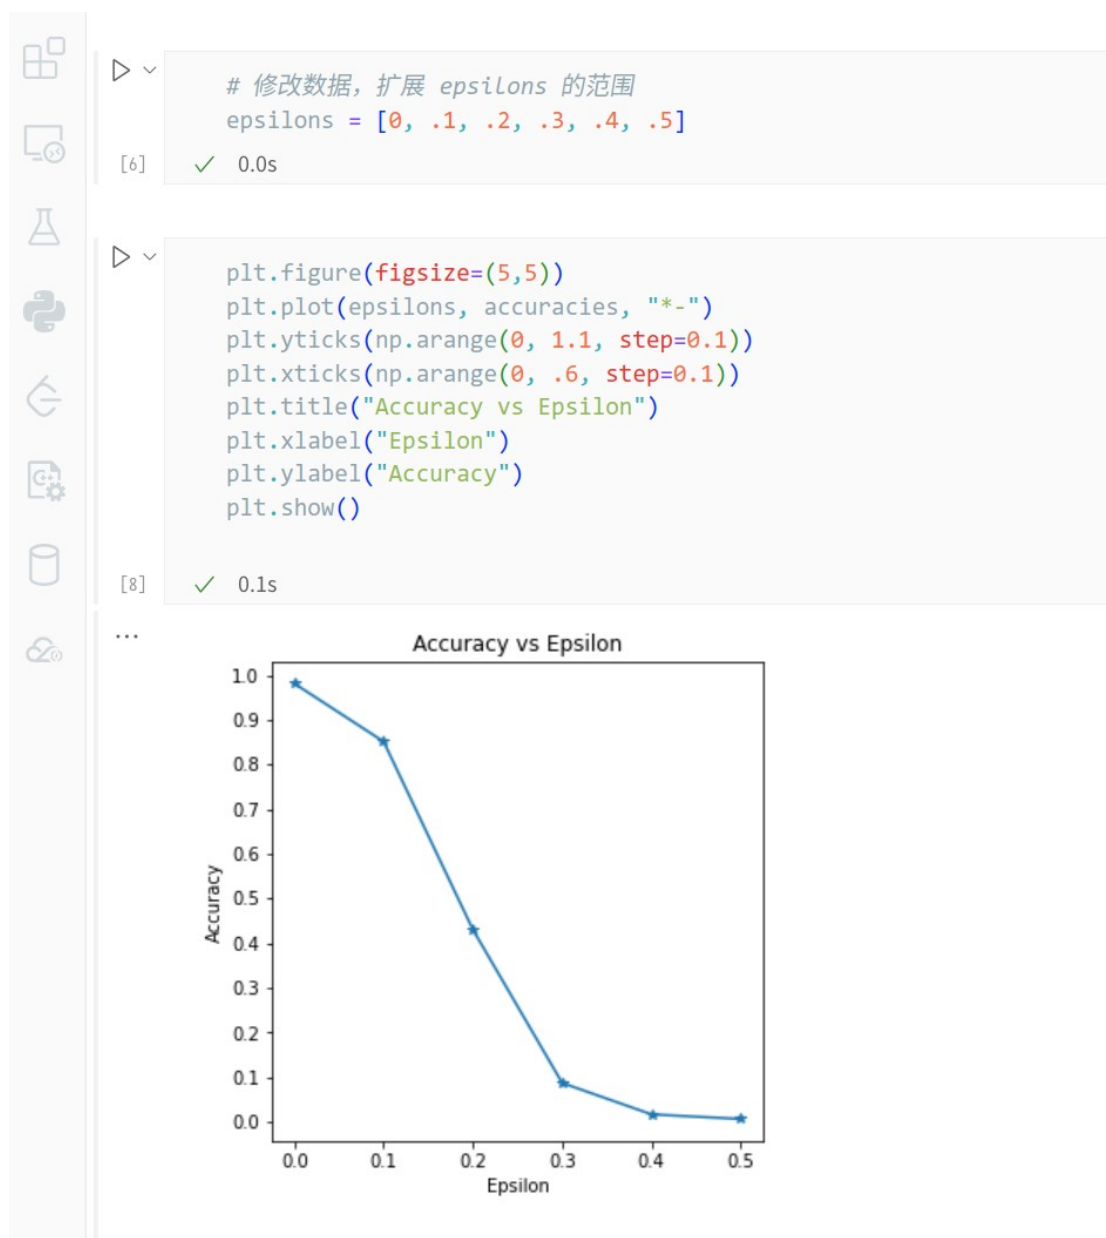 # 修改数据，扩展 epsilons 的范围
epsilons = [0, .1, .2, .3, .4, .5]
[6] ✓ 0.0s
plt.figure(figsize=(5,5))
plt.plot(epsilons, accuracies, "*-")
plt.yticks(np.arange(0, 1.1, step=0.1))
plt.xticks(np.arange(0, .6, step=0.1))
plt.title("Accuracy vs Epsilon")
plt.xlabel("Epsilon")
plt.ylabel("Accuracy")
plt.show()
[8] ✓ 0.1s
...
Accuracy vs Epsilon
1.0
0.9
0.8
0.7
0.6
0.5
0.4
0.3
0.2
0.1
0.0
Accuracy
0.0 0.1 0.2 0.3 0.4 0.5
Epsilon